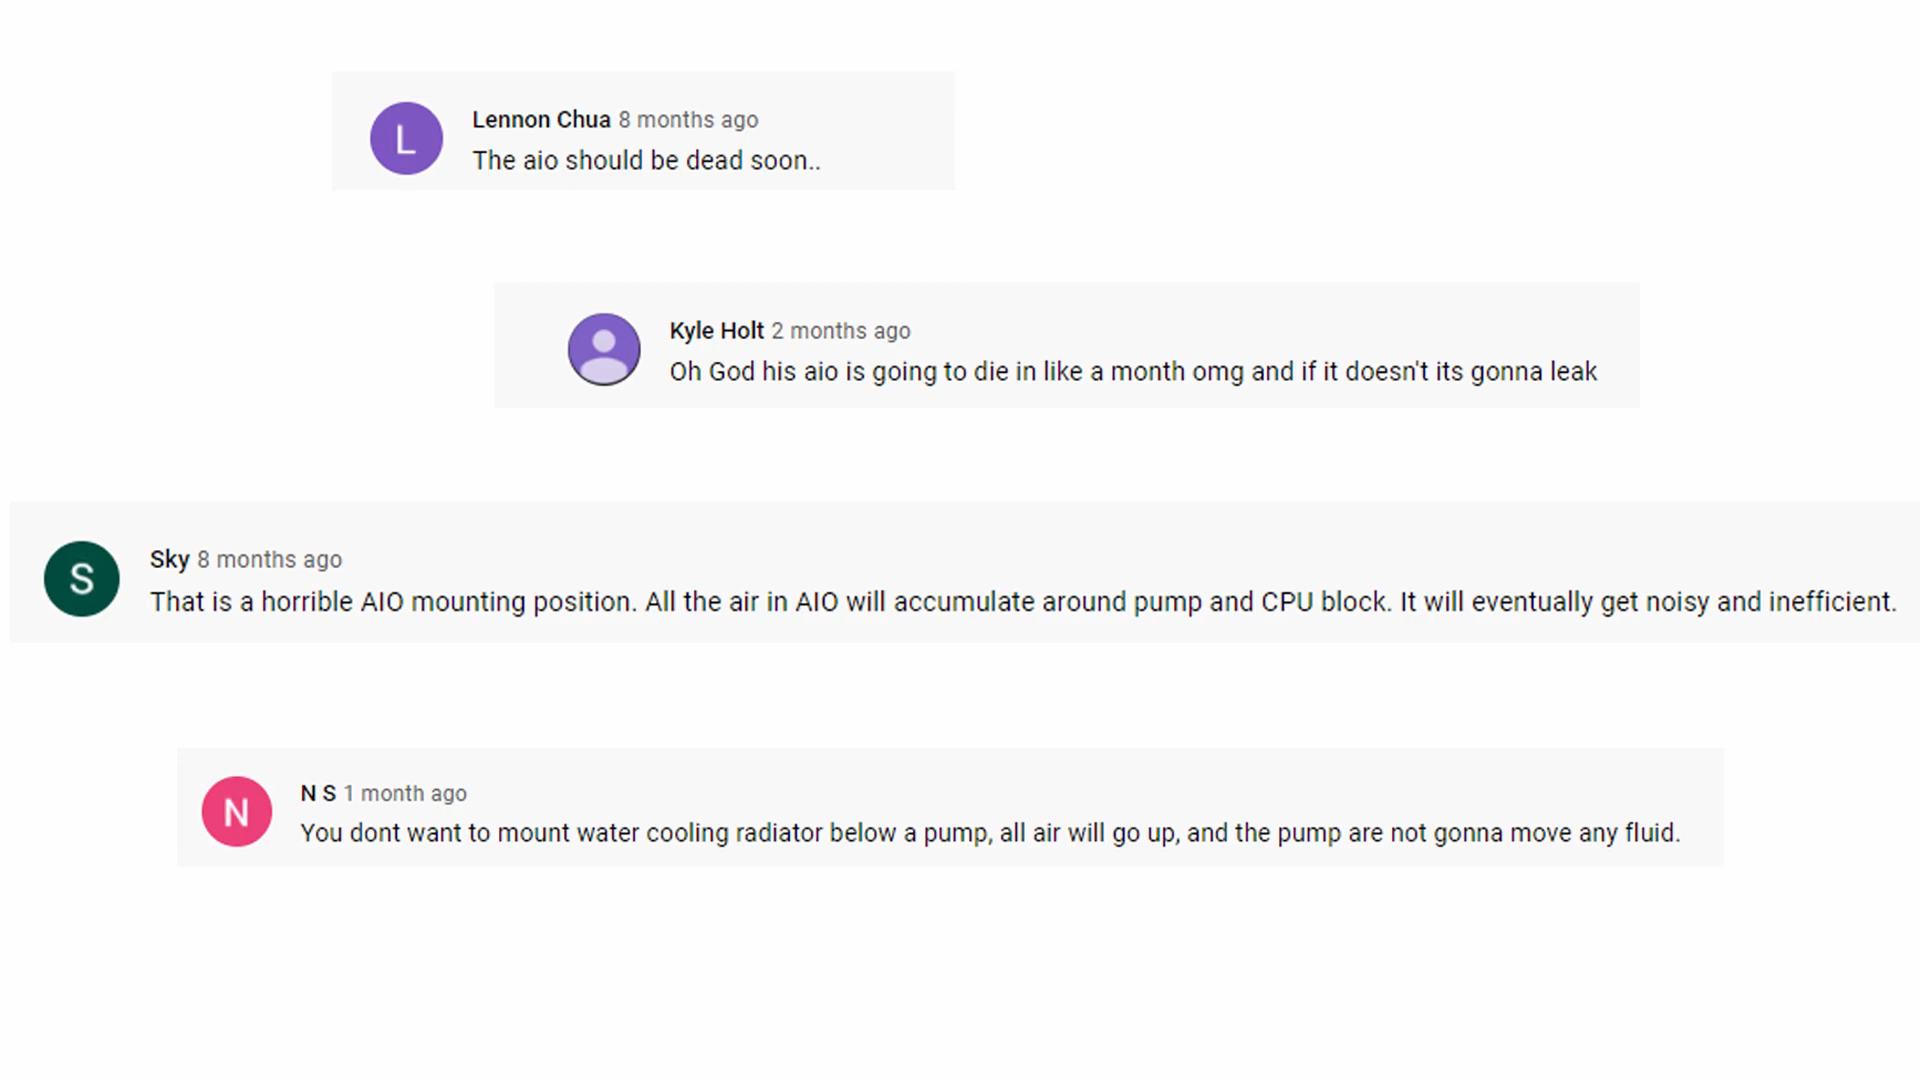 L
Lennon Chua 8 months ago
The aio should be dead soon..
Kyle Holt 2 months ago
Oh God his aio is going to die in like a month omg and if it doesn't its gonna leak
S
Sky 8 months ago
That is a horrible AIO mounting position. All the air in AIO will accumulate around pump and CPU block. It will eventually get noisy and inefficient.
N
N S 1 month ago
You dont want to mount water cooling radiator below a pump, all air will go up, and the pump are not gonna move any fluid.